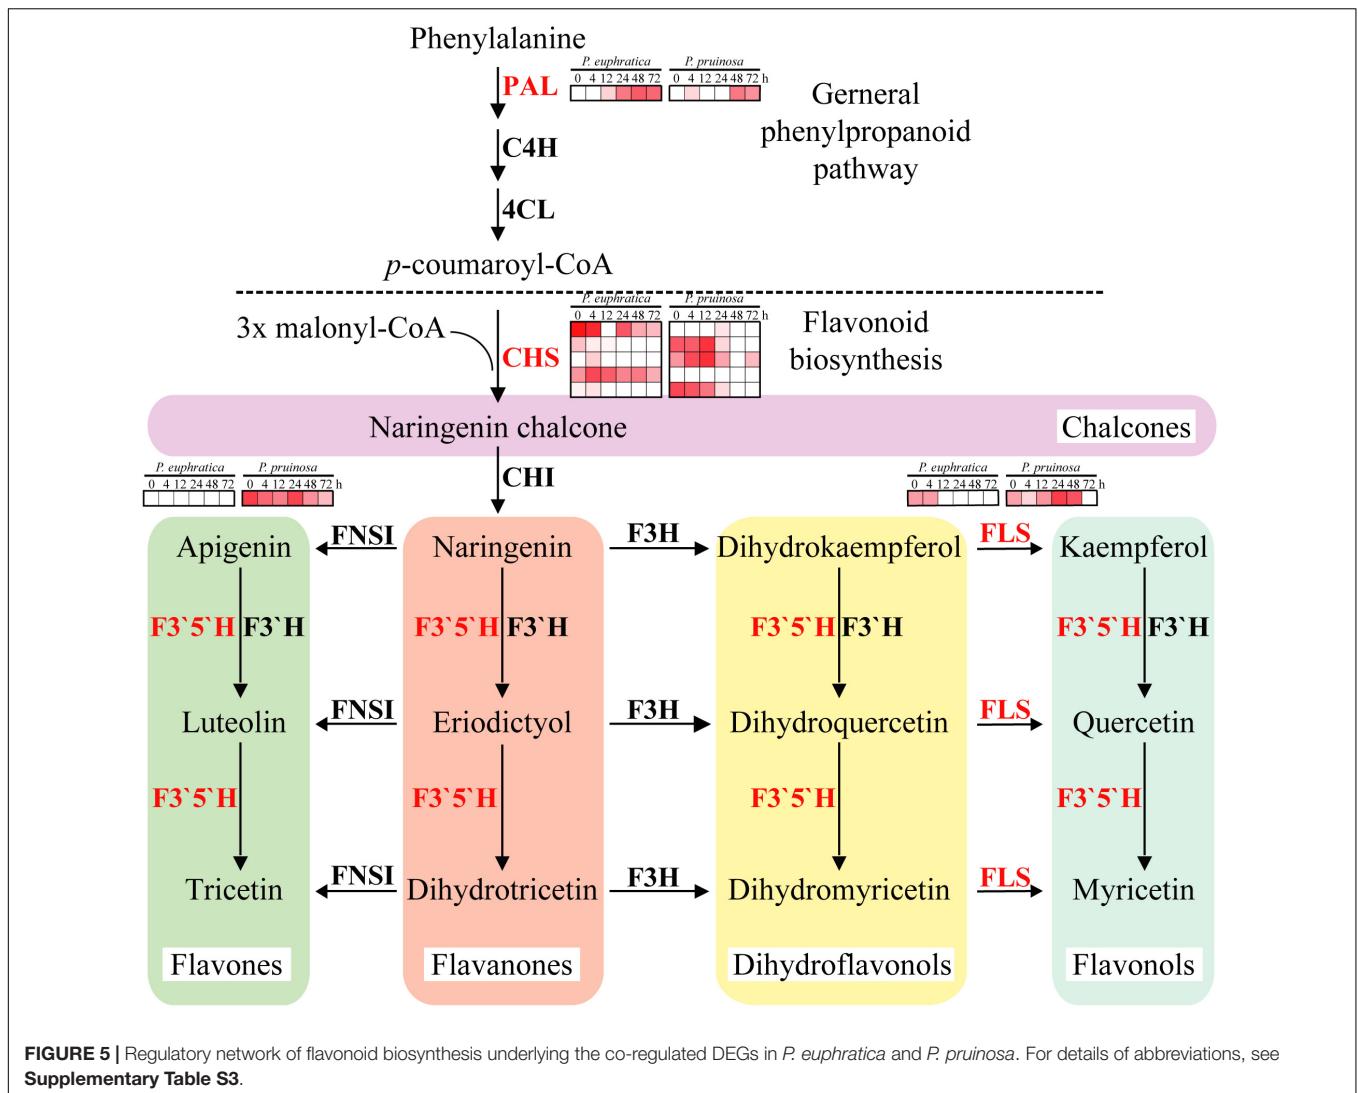 Phenylalanine
P. euphratica P. pruinosa
0 4 12 24 48 72 0 4 12 24 48 72 h
PAL
Gerneral
phenylpropanoid
pathway
C4H
4CL
p-coumaroyl-CoA
P. euphratica P. pruinosa
0 4 12 24 48 72 0 4 12 24 48 72 h
3x malonyl-CoA
CHS
Flavonoid
biosynthesis
Naringenin chalcone Chalcones
CHI
P. euphratica P. pruinosa
0 4 12 24 48 72 0 4 12 24 48 72 h
P. euphratica P. pruinosa
0 4 12 24 48 72 0 4 12 24 48 72 h
Apigenin FNSI Naringenin F3H Dihydrokaempferol FLS Kaempferol
F3`5`H F3`H F3`5`H F3`H F3`5`H F3`H F3`5`H F3`H
Luteolin FNSI Eriodictyol F3H Dihydroquercetin FLS Quercetin
F3`5`H F3`5`H F3`5`H F3`5`H
Tricetin FNSI Dihydrotricetin F3H Dihydromyricetin FLS Myricetin
Flavones Flavanones Dihydroflavonols Flavonols
FIGURE 5 | Regulatory network of flavonoid biosynthesis underlying the co-regulated DEGs in P. euphratica and P. pruinosa. For details of abbreviations, see
Supplementary Table S3.